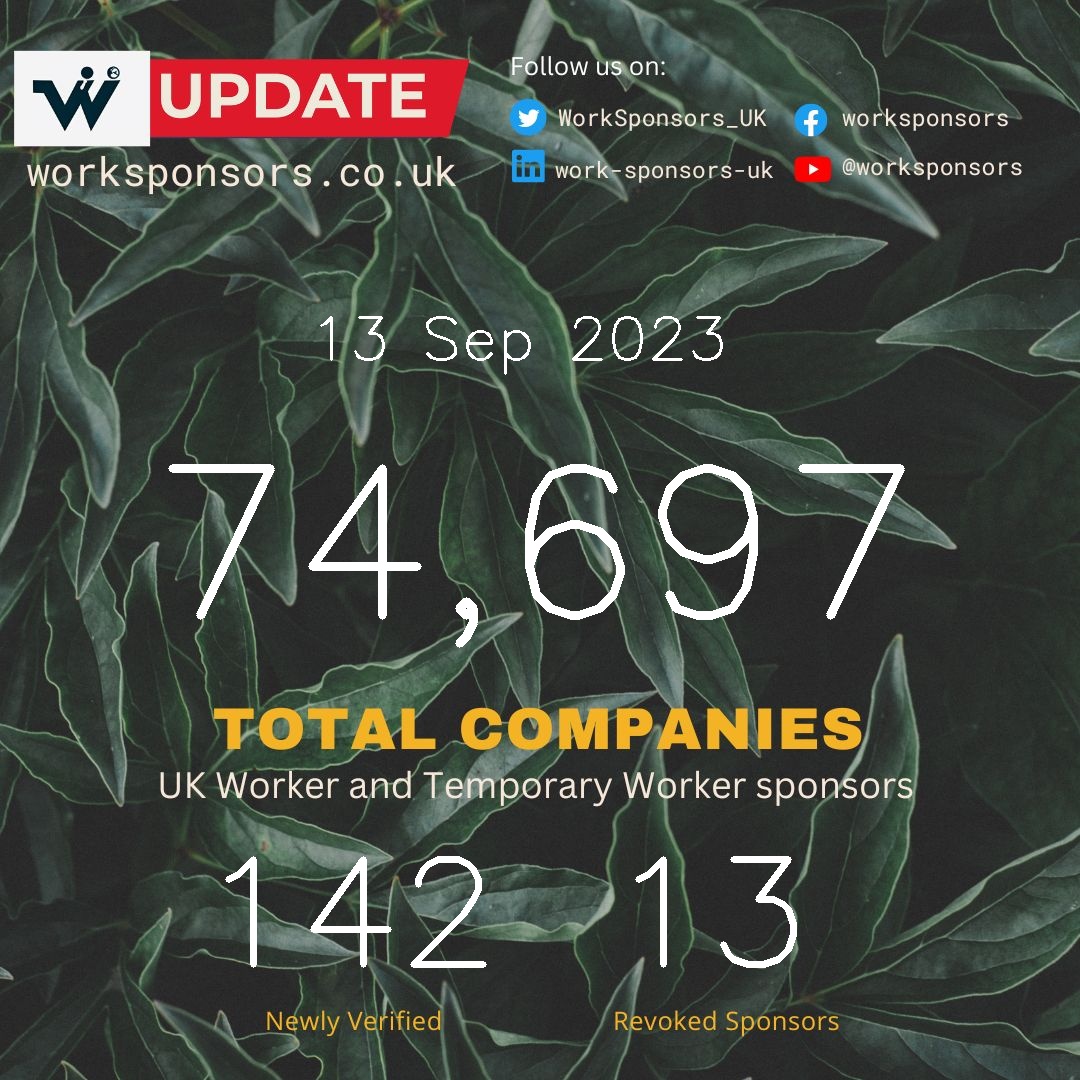 W UPDATE
worksponsors.co.uk
Follow us on:
WorkSponsors_UK worksponsors
work-sponsors-uk @worksponsors
13 Sep 2023
74,697
TOTAL COMPANIES
UK Worker and Temporary Worker sponsors
142 13
Newly Verified Revoked Sponsors